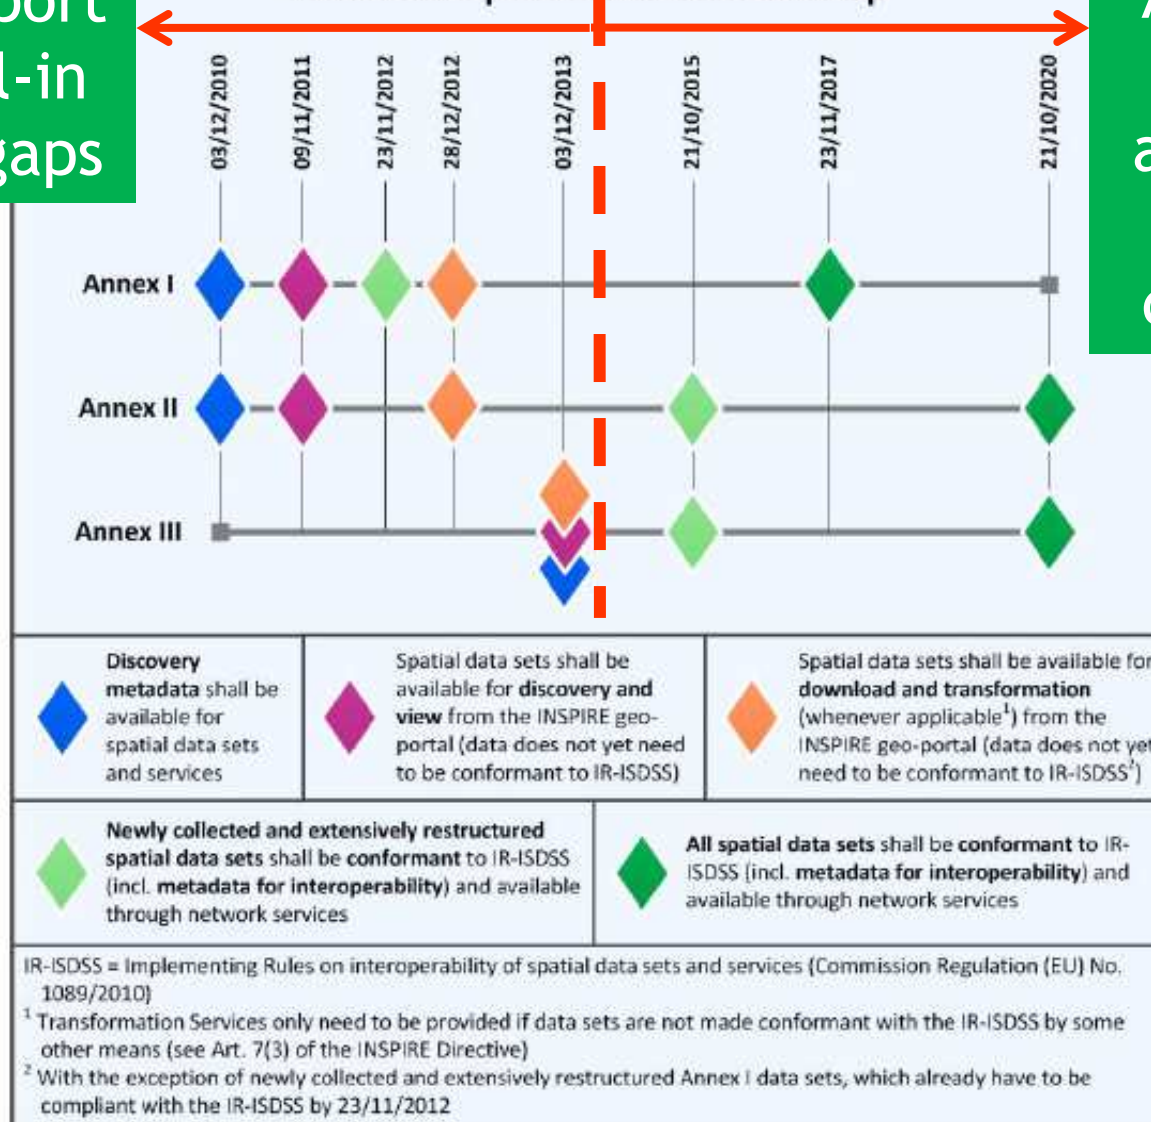 l-in
gaps
03/12/2010
09/11/2011
23/11/2012
28/12/2012
03/12/2013
21/10/2015
23/11/2017
21/10/2020
Annex I
Annex II
Annex III
Discovery
metadata shall be
available for
spatial data sets
and services
Spatial data sets shall be
available for discovery and
view from the INSPIRE geo-
portal (data does not yet need
to be conformant to IR-ISDSS)
Spatial data sets shall be available for
download and transformation
(whenever applicable¹) from the
INSPIRE geo-portal (data does not yet
need to be conformant to IR-ISDSS²)
Newly collected and extensively restructured
spatial data sets shall be conformant to IR-ISDSS
(incl. metadata for interoperability) and available
through network services
All spatial data sets shall be conformant to IR-
ISDSS (incl. metadata for interoperability) and
available through network services
IR-ISDSS = Implementing Rules on interoperability of spatial data sets and services (Commission Regulation (EU) No.
1089/2010)
¹ Transformation Services only need to be provided if data sets are not made conformant with the IR-ISDSS by some
other means (see Art. 7(3) of the INSPIRE Directive)
² With the exception of newly collected and extensively restructured Annex I data sets, which already have to be
compliant with the IR-ISDSS by 23/11/2012